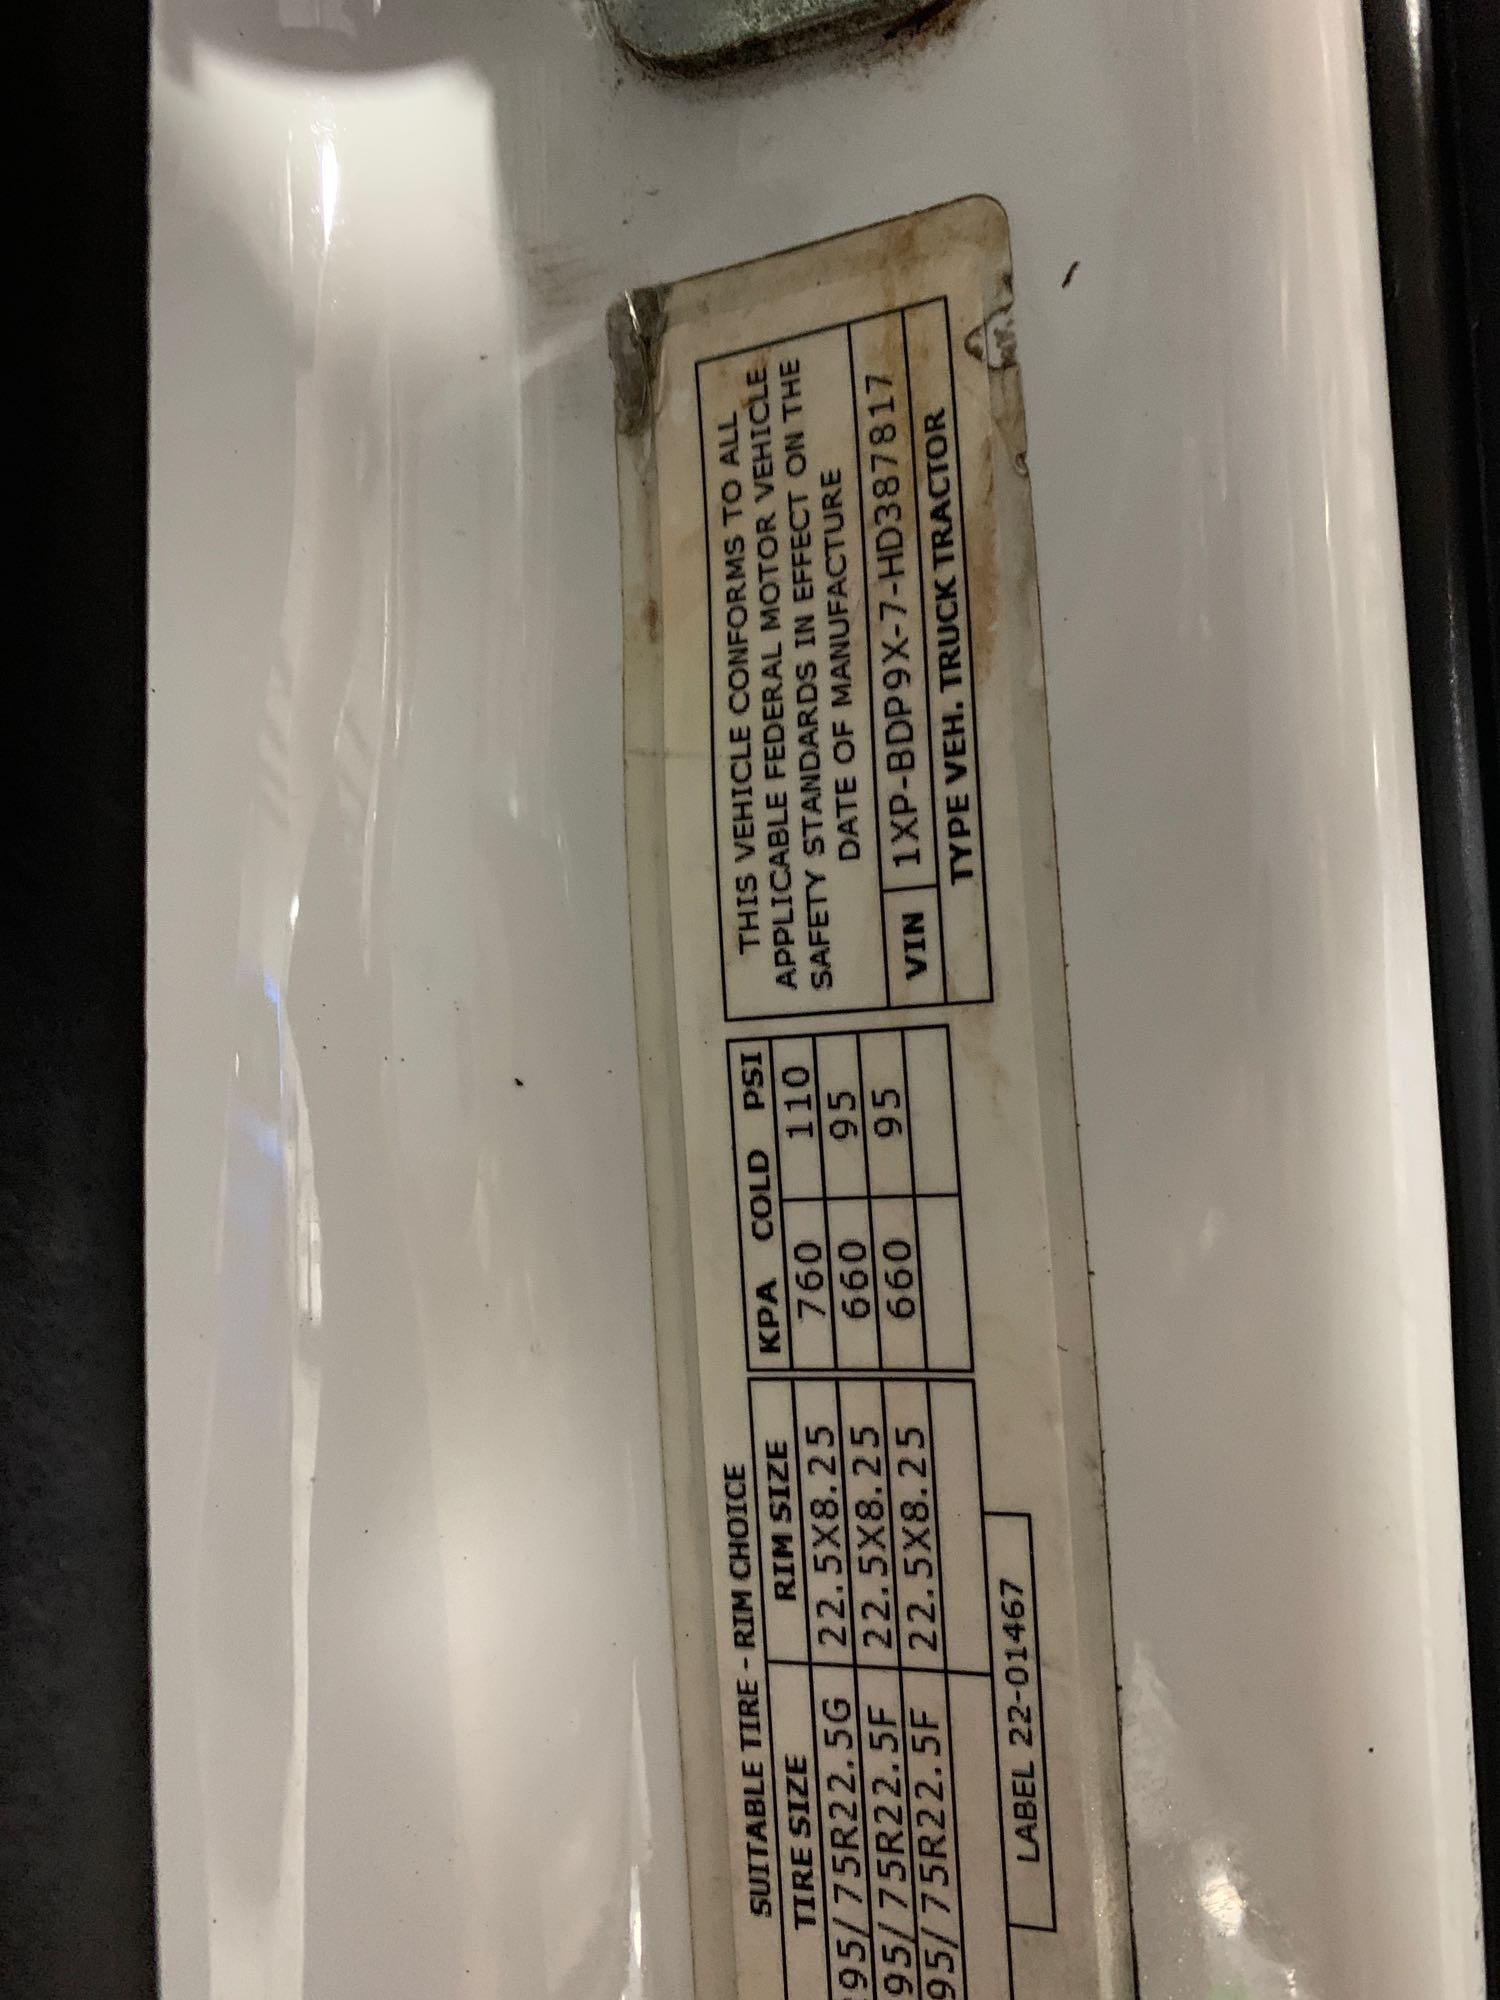 SUITABLE TIRE - RIM CHOICE
TIRE SIZE RIM SIZE KPA COLD PSI
95/75R22.5G 22.5X8.25 760 110
95/75R22.5F 22.5X8.25 660 95
95/75R22.5F 22.5X8.25 660 95
LABEL 22-01467
THIS VEHICLE CONFORMS TO ALL
APPLICABLE FEDERAL MOTOR VEHICLE
SAFETY STANDARDS IN EFFECT ON THE
DATE OF MANUFACTURE
VIN 1XP-BDP9X-7-HD387817
TYPE VEH. TRUCK TRACTOR